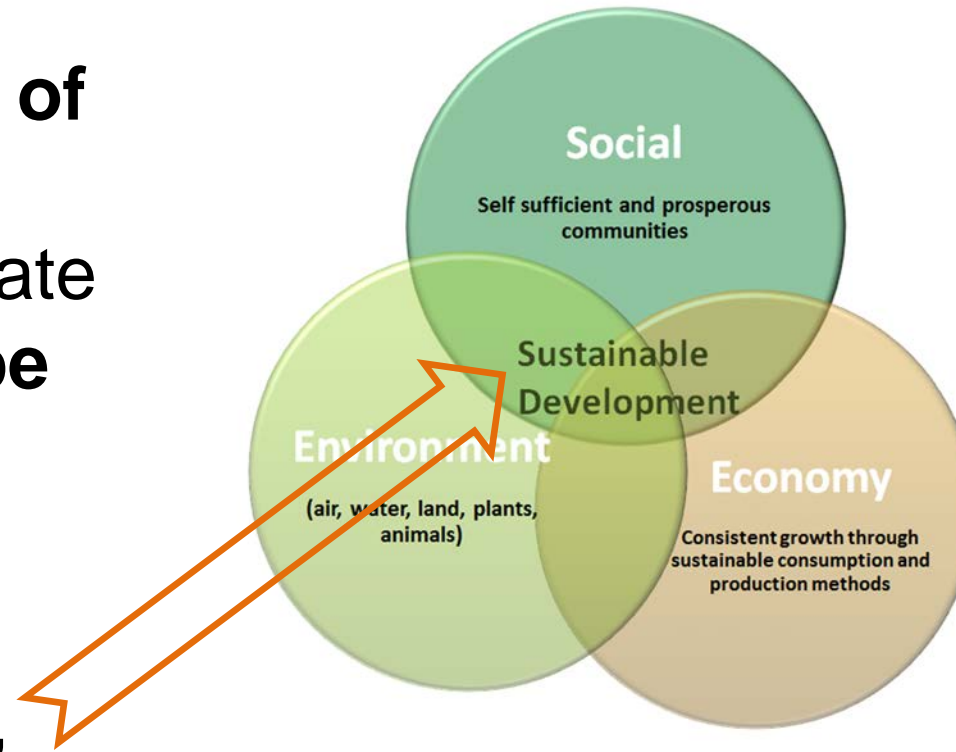 of
ate
be
Social
Self sufficient and prosperous
communities
Sustainable
Development
Environment
(air, water, land, plants,
animals)
Economy
Consistent growth through
sustainable consumption and
production methods